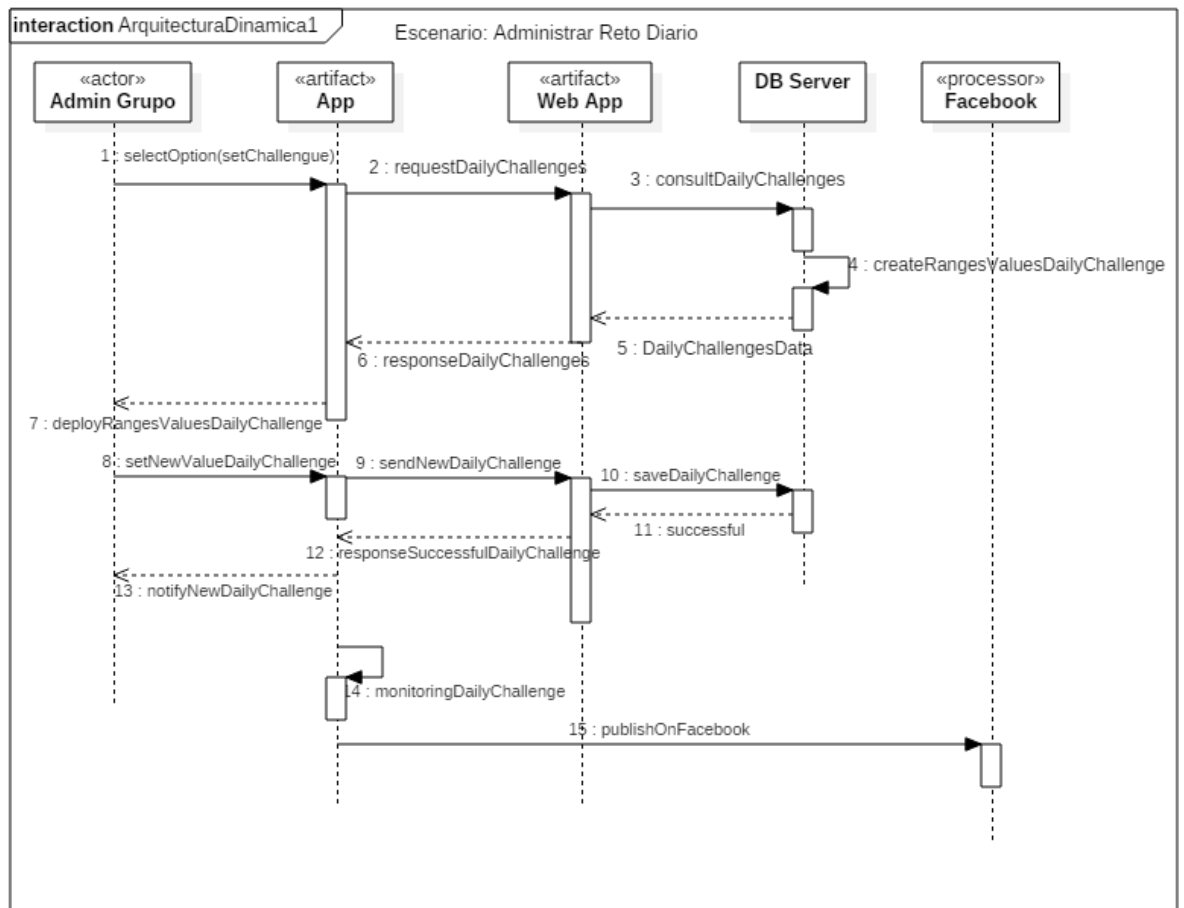 interaction ArquitecturaDinamica1
Escenario: Administrar Reto Diario
«actor»
Admin Grupo
«artifact»
App
«artifact»
Web App
DB Server
«processor»
Facebook
1 : selectOption(setChallengue)
2 : requestDailyChallenges
3 : consultDailyChallenges
4 : createRangesValuesDailyChallenge
5 : DailyChallengesData
6 : responseDailyChallenges
7 : deployRangesValuesDailyChallenge
8 : setNewValueDailyChallenge
9 : sendNewDailyChallenge
10 : saveDailyChallenge
11 : successful
12 : responseSuccessfulDailyChallenge
13 : notifyNewDailyChallenge
14 : monitoringDailyChallenge
15 : publishOnFacebook